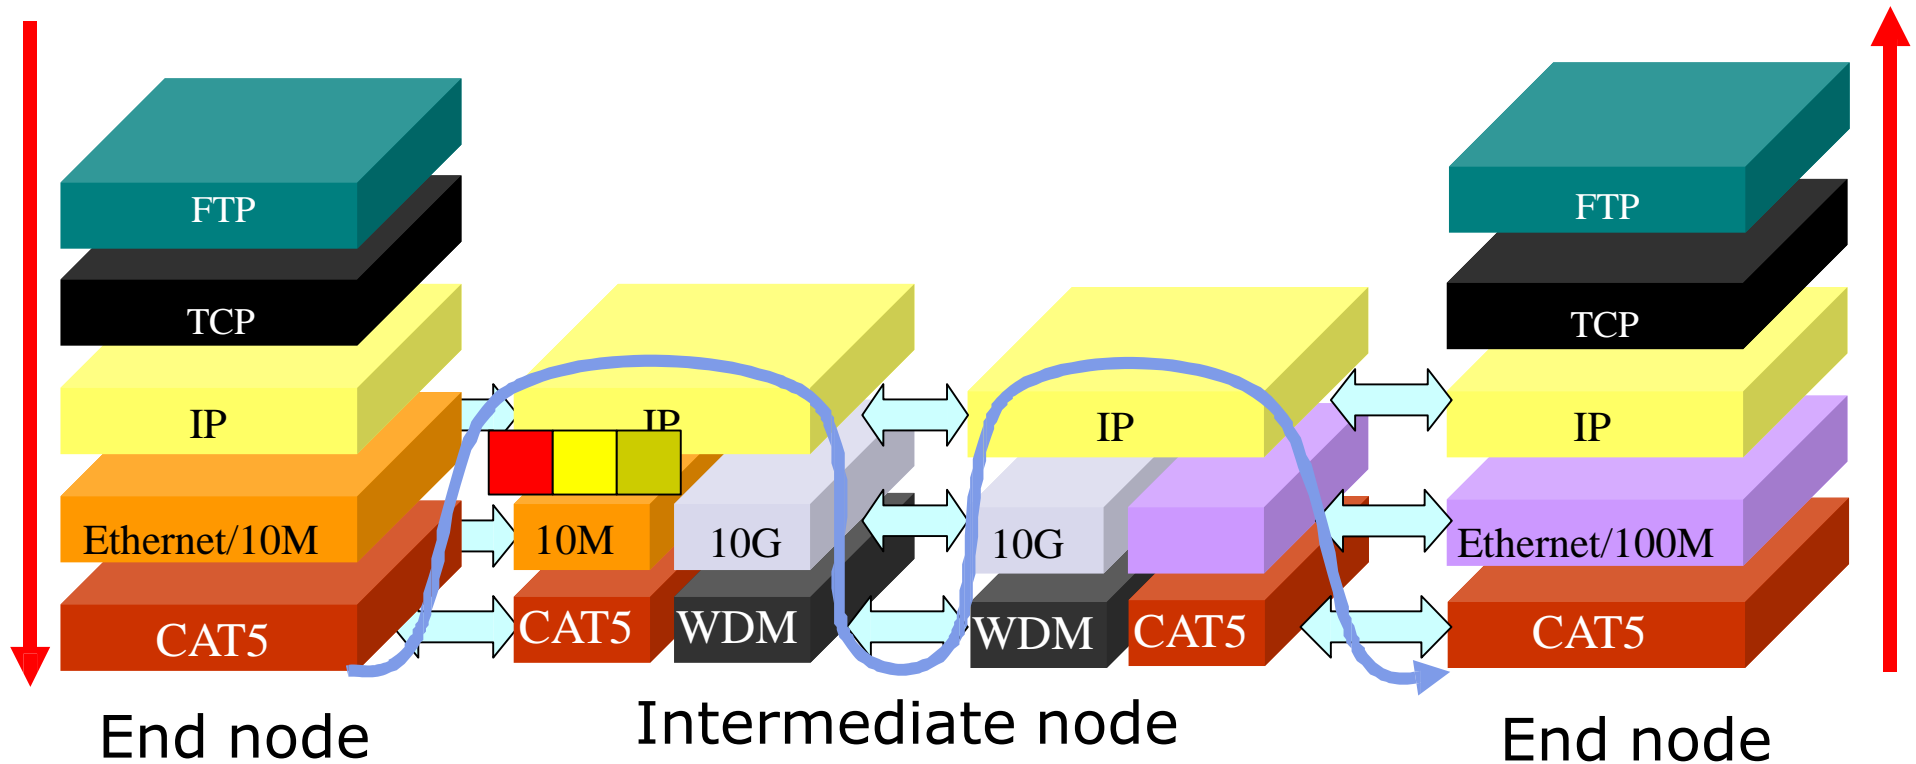 FTP
TCP
IP
Ethernet/10M
CAT5
End node
IP
10M
10G
CAT5
WDM
IP
10G
WDM
CAT5
Intermediate node
FTP
TCP
IP
Ethernet/100M
CAT5
End node